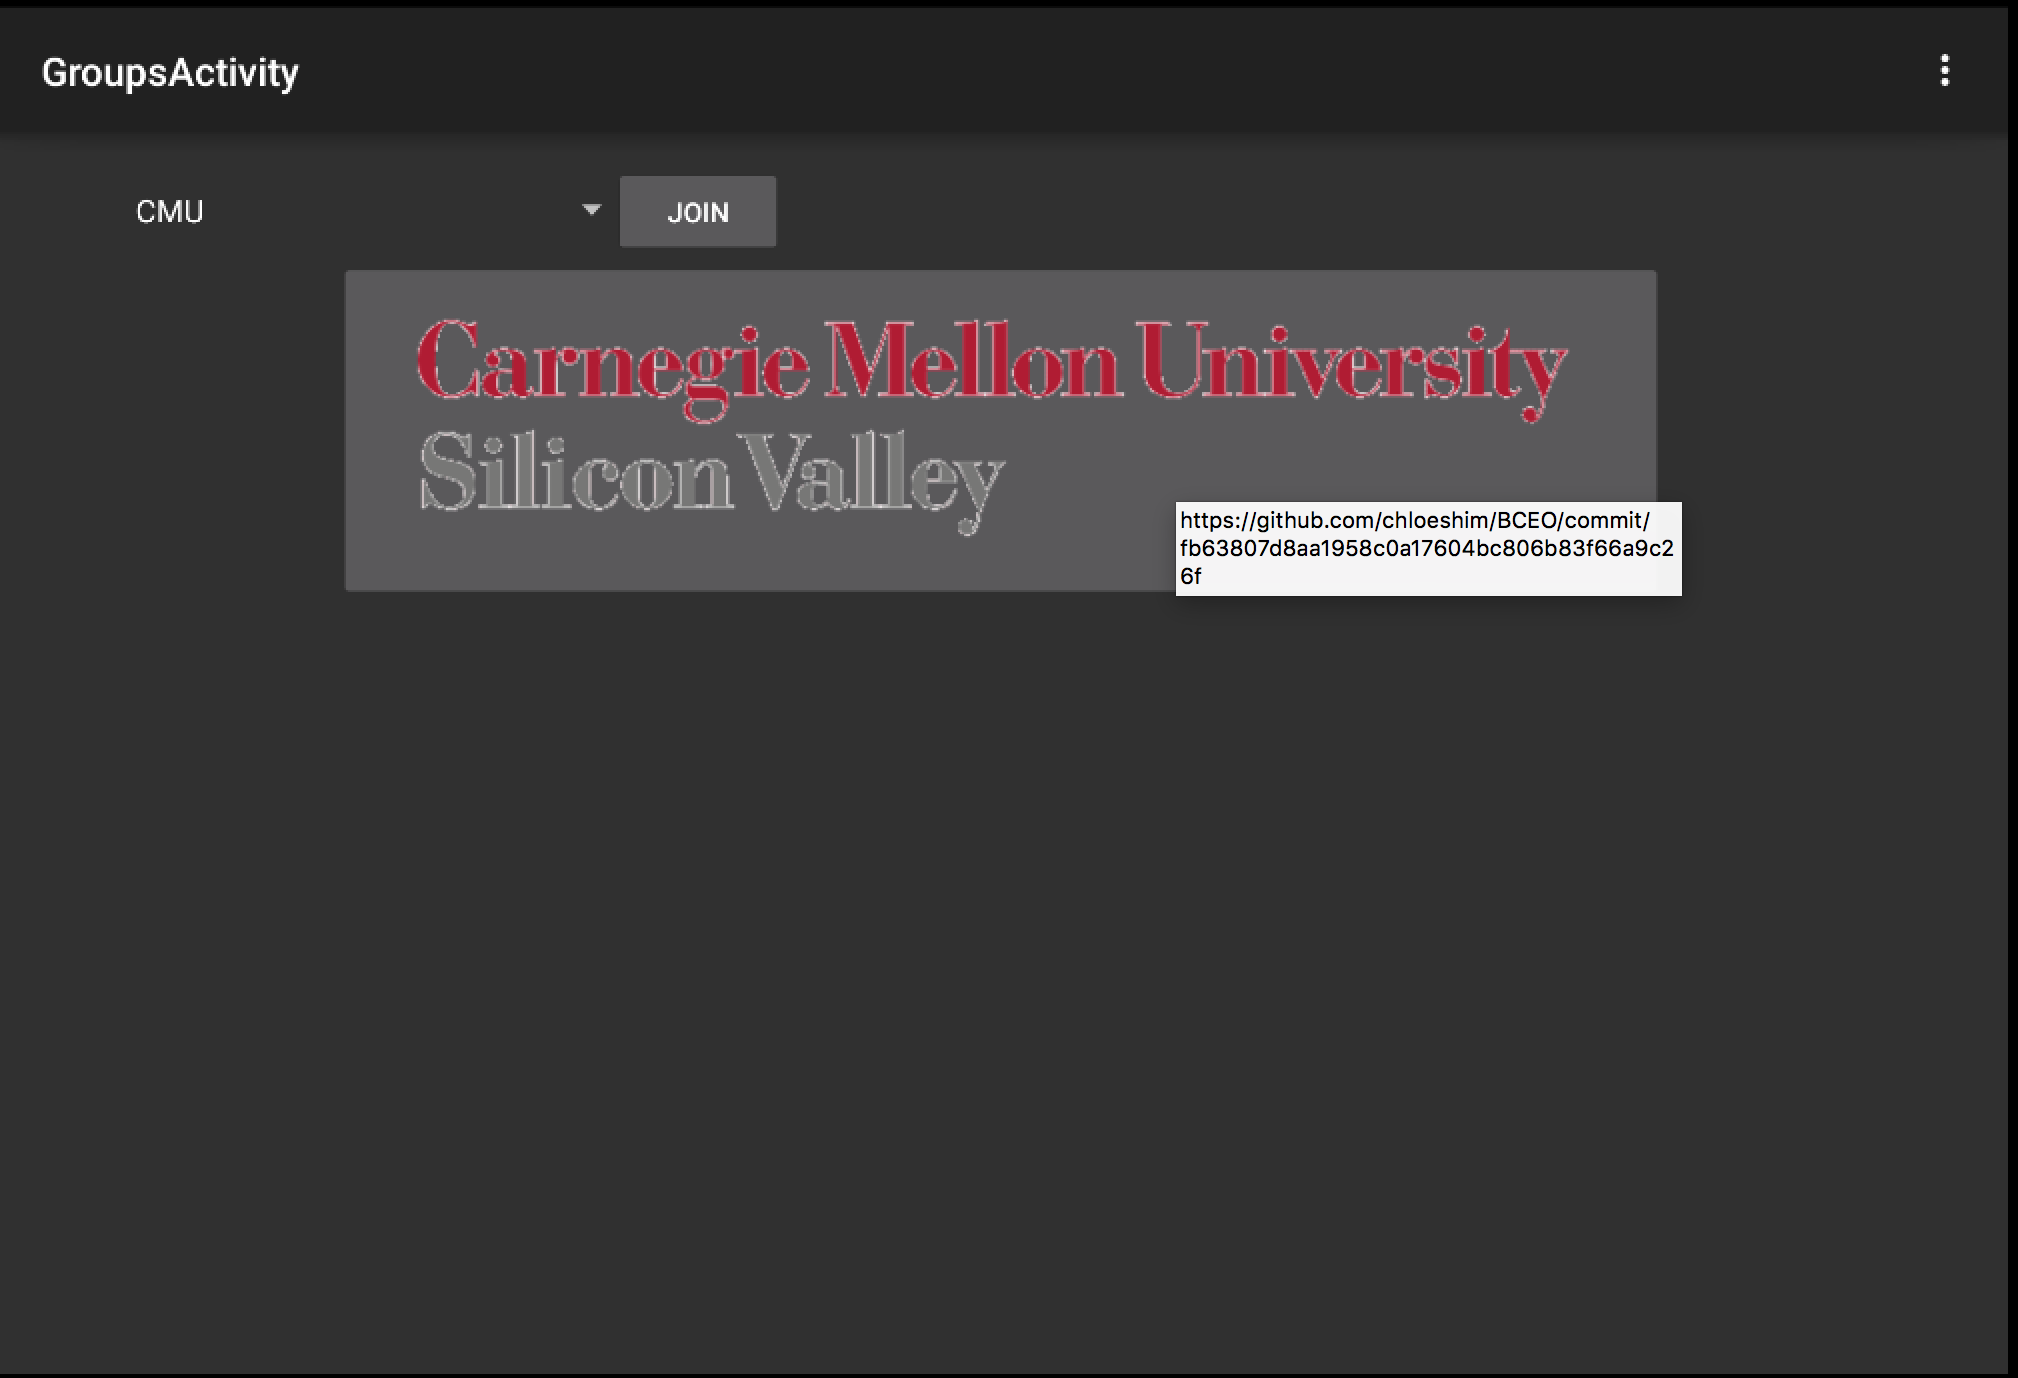 GroupsActivity
CMU
JOIN
Carnegie Mellon University
Silicon Valley
https://github.com/chloeshim/BCEO/commit/
fb63807d8aa1958c0a17604bc806b83f66a9c2
6f